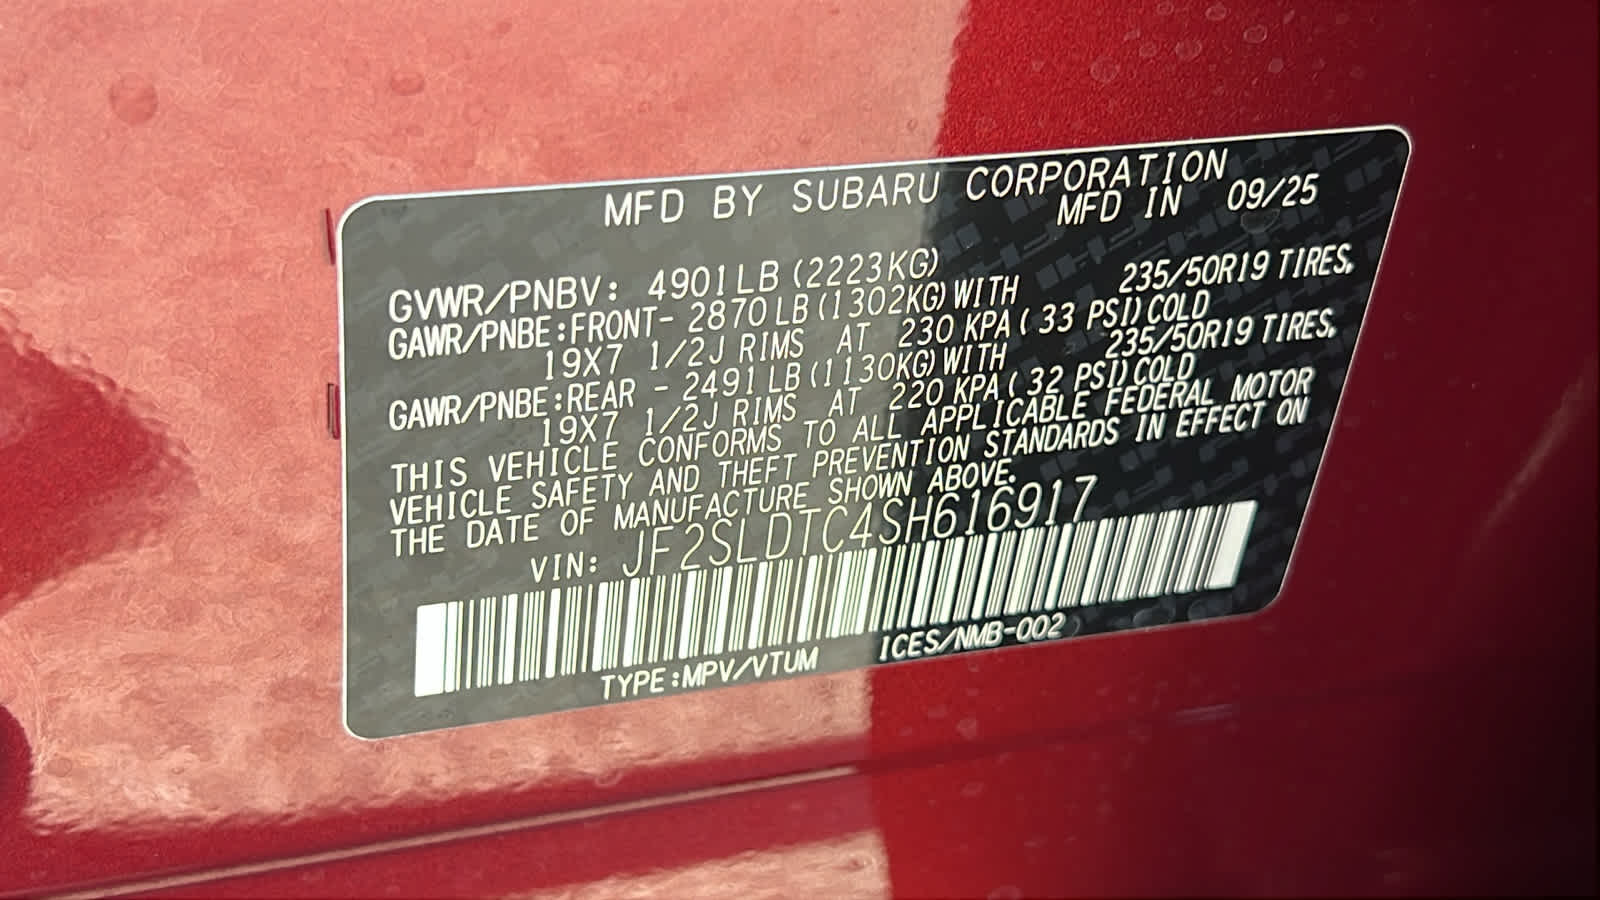 MFD BY SUBARU CORPORATION
MFD IN 09/25
GVWR/PNBV: 4901LB (2223KG)
GAWR/PNBE:FRONT- 2870LB(1302KG)WITH 235/50R19 TIRES,
19X7 1/2J RIMS AT 230 KPA( 33 PSI)COLD
GAWR/PNBE:REAR - 2491LB(1130KG)WITH 235/50R19 TIRES,
19X7 1/2J RIMS AT 220 KPA( 32 PSI)COLD
THIS VEHICLE CONFORMS TO ALL APPLICABLE FEDERAL MOTOR
VEHICLE SAFETY AND THEFT PREVENTION STANDARDS IN EFFECT ON
THE DATE OF MANUFACTURE SHOWN ABOVE.
VIN: JF2SLDTC4SH616917
TYPE:MPV/VTUM ICES/NMB-002